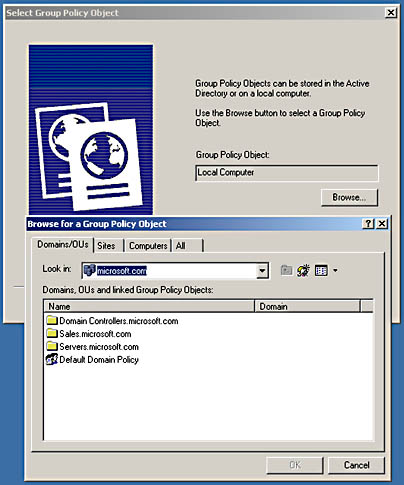 Select Group Policy Object
Group Policy Objects can be stored in the Active
Directory or on a local computer.
Use the Browse button to select a Group Policy
Object.
Group Policy Object:
Local Computer
Browse...
Browse for a Group Policy Object
Domains/OUs Sites Computers All
Look in: microsoft.com
Domains, OUs and linked Group Policy Objects:
Name Domain
Domain Controllers.microsoft.com
Sales.microsoft.com
Servers.microsoft.com
Default Domain Policy
OK Cancel